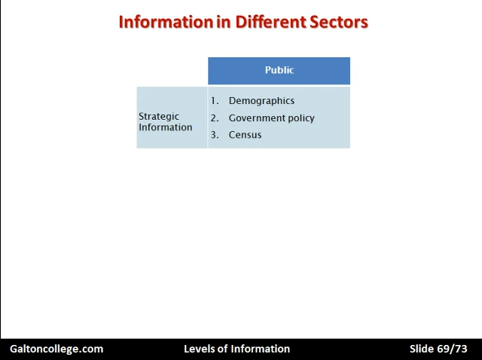 Information in Different Sectors
Public
Strategic
Information
1. Demographics
2. Government policy
3. Census
Galtoncollege.com Levels of Information Slide 69/73